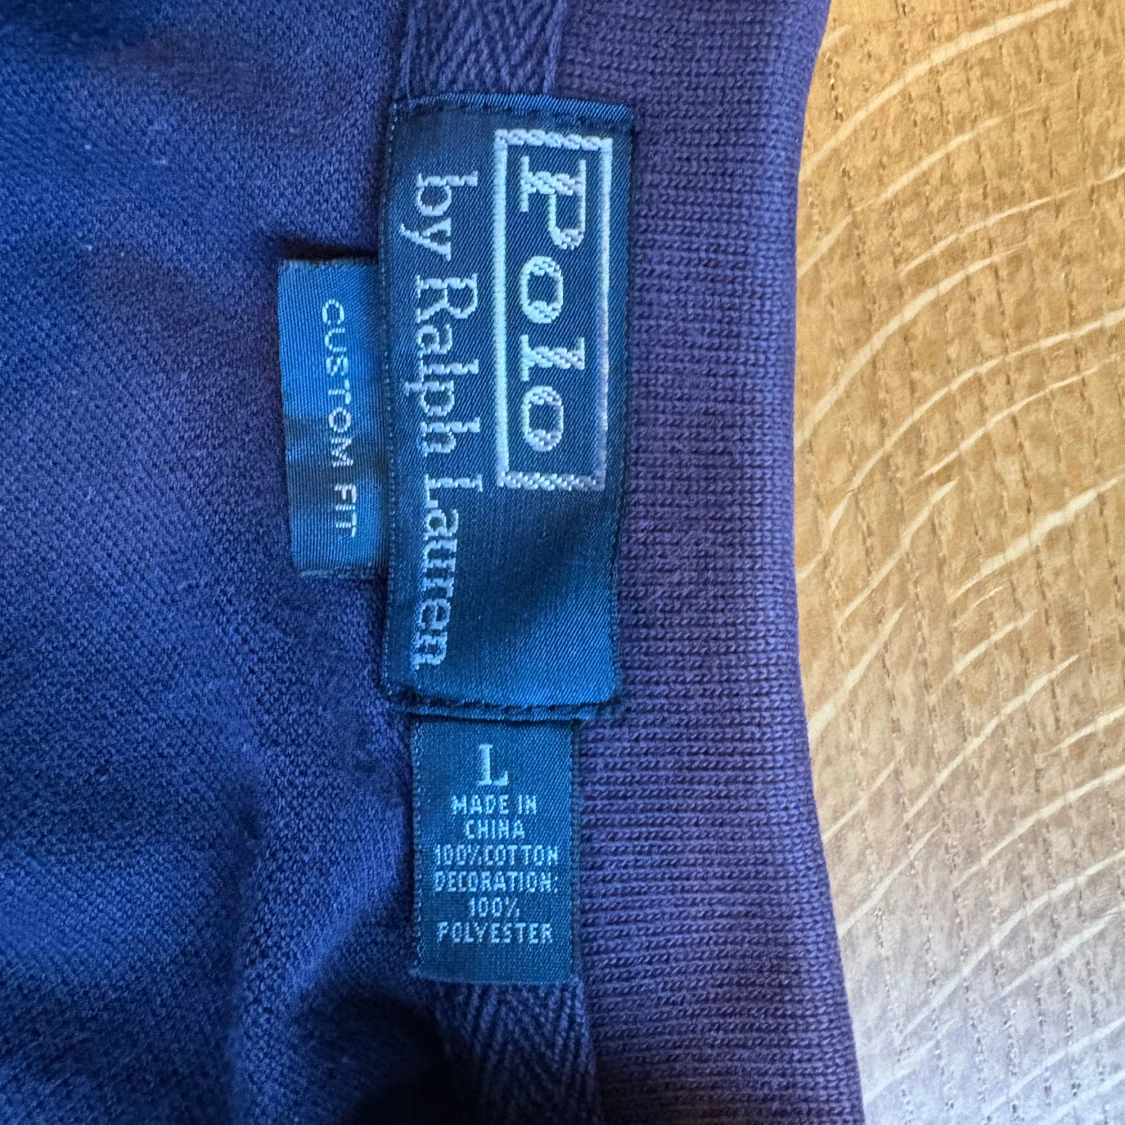 Polo
by Ralph Lauren
CUSTOM FIT
L
MADE IN
CHINA
100% COTTON
DECORATION:
100%
POLYESTER